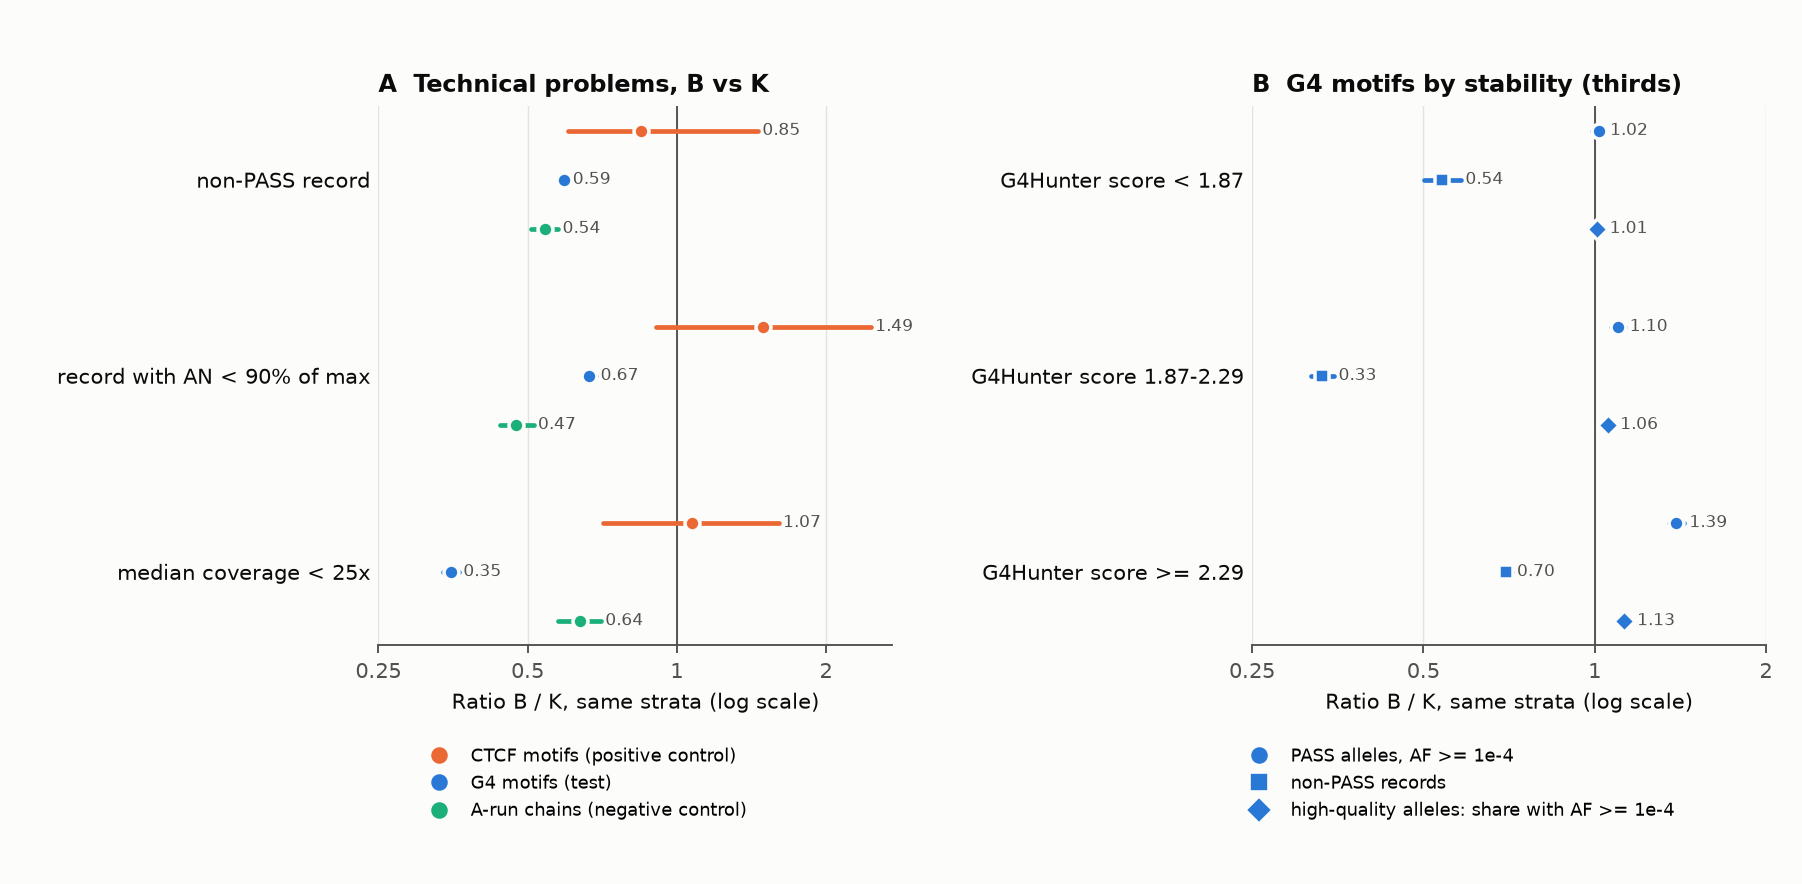 A Technical problems, B vs K
0.85
non-PASS record
0.59
0.54
1.49
record with AN < 90% of max
0.67
0.47
1.07
median coverage < 25x
0.35
0.64
0.25 0.5 1 2
Ratio B / K, same strata (log scale)
CTCF motifs (positive control)
G4 motifs (test)
A-run chains (negative control)
B G4 motifs by stability (thirds)
1.02
G4Hunter score < 1.87
0.54
1.01
1.10
G4Hunter score 1.87-2.29
0.33
1.06
1.39
G4Hunter score >= 2.29
0.70
1.13
0.25 0.5 1 2
Ratio B / K, same strata (log scale)
PASS alleles, AF >= 1e-4
non-PASS records
high-quality alleles: share with AF >= 1e-4